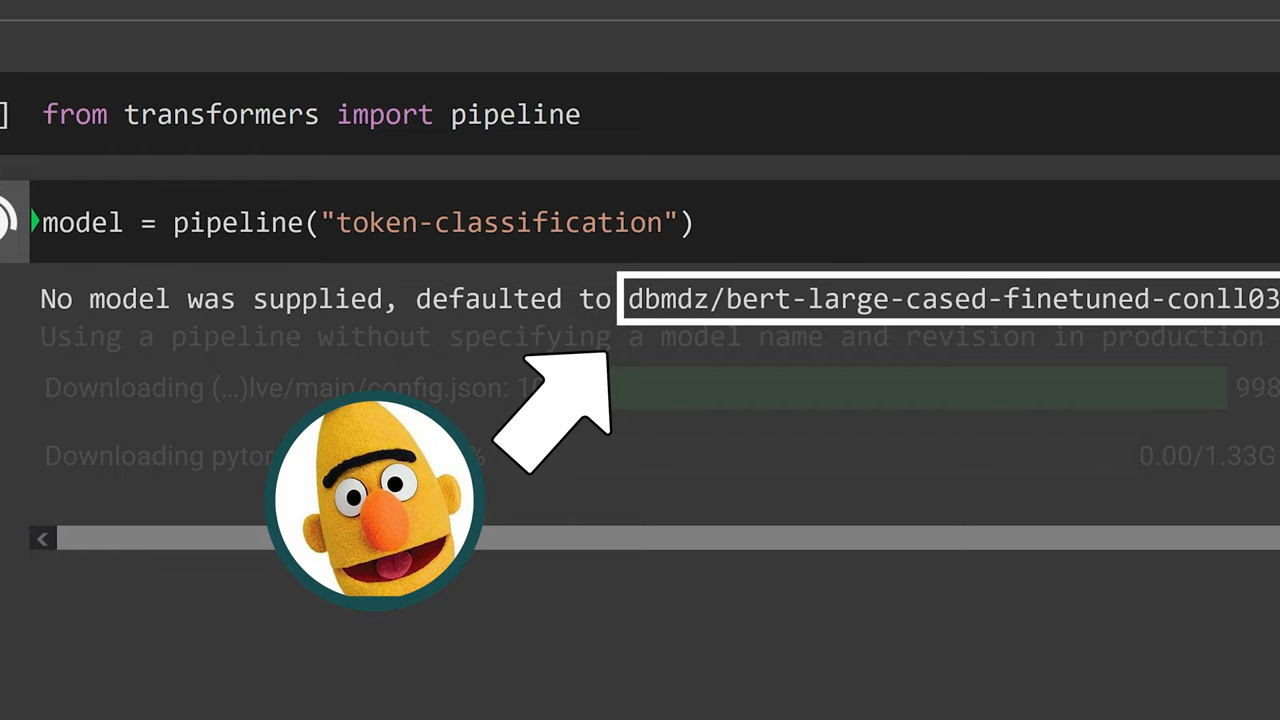 ] from transformers import pipeline
model = pipeline("token-classification")
No model was supplied, defaulted to dbmdz/bert-large-cased-finetuned-conll03
Using a pipeline without specifying a model name and revision in production
Downloading (…)lve/main/config.json: 998
Downloading % 0.00/1.33G